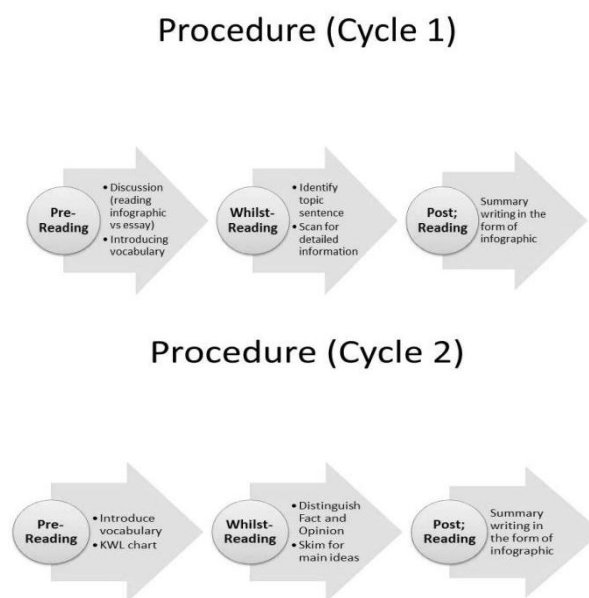 Procedure (Cycle 1)
Pre-
Reading
• Discussion
(reading
infographic
vs essay)
• Introducing
vocabulary
Whilst-
Reading
• Identify
topic
sentence
• Scan for
detailed
information
Post;
Reading
Summary
writing in the
form of
infographic
Procedure (Cycle 2)
Pre-
Reading
• Introduce
vocabulary
• KWL chart
Whilst-
Reading
• Distinguish
Fact and
Opinion
• Skim for
main ideas
Post;
Reading
Summary
writing in
the form of
infographic